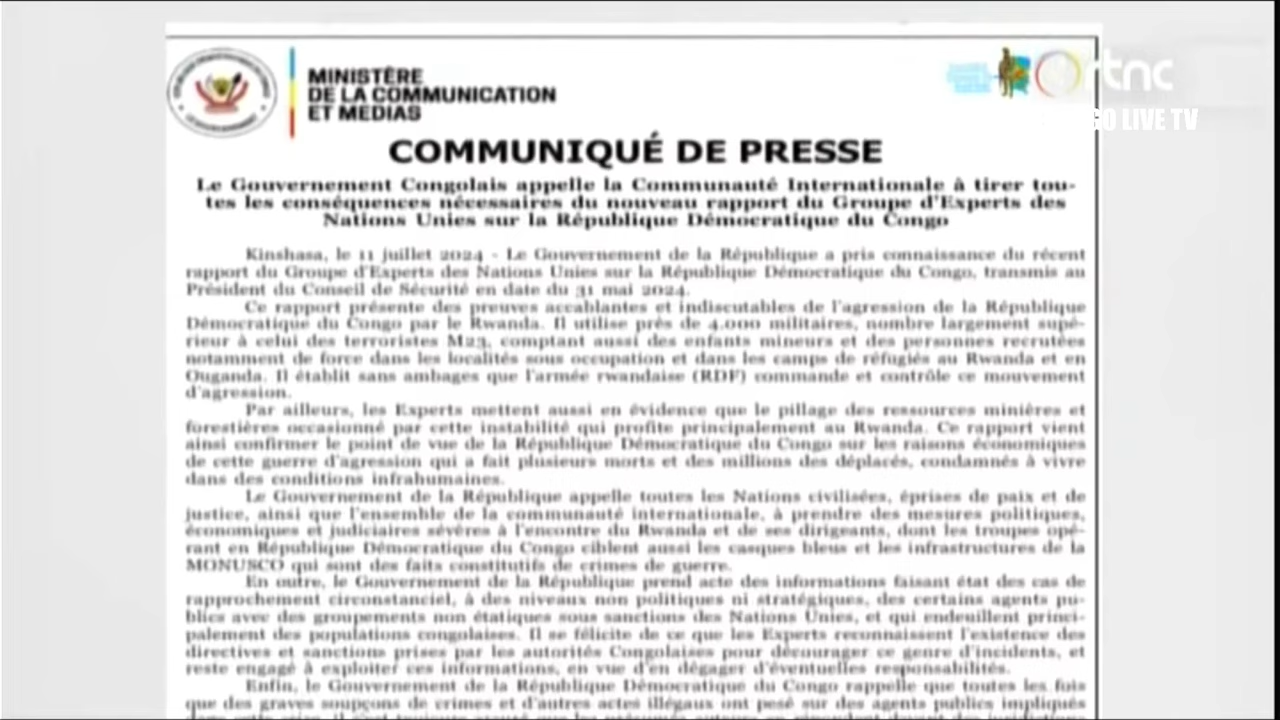 MINISTÈRE
DE LA COMMUNICATION
ET MEDIAS
rtnc
GO LIVE TV
COMMUNIQUÉ DE PRESSE
Le Gouvernement Congolais appelle la Communauté Internationale à tirer tou-
tes les conséquences nécessaires du nouveau rapport du Groupe d'Experts des
Nations Unies sur la République Démocratique du Congo
Kinshasa, le 11 juillet 2024 - Le Gouvernement de la République a pris connaissance du récent
rapport du Groupe d'Experts des Nations Unies sur la République Démocratique du Congo, transmis au
Président du Conseil de Sécurité en date du 31 mai 2024.
Ce rapport présente des preuves accablantes et indiscutables de l'agression de la République
Démocratique du Congo par le Rwanda. Il utilise près de 4.000 militaires, nombre largement supé-
rieur à celui des terroristes M23, comptant aussi des enfants mineurs et des personnes recrutées
notamment de force dans les localités sous occupation et dans les camps de réfugiés au Rwanda et en
Ouganda. Il établit sans ambages que l'armée rwandaise (RDF) commande et contrôle ce mouvement
d'agression.
Par ailleurs, les Experts mettent aussi en évidence que le pillage des ressources minières et
forestières occasionné par cette instabilité qui profite principalement au Rwanda. Ce rapport vient
ainsi confirmer le point de vue de la République Démocratique du Congo sur les raisons économiques
de cette guerre d'agression qui a fait plusieurs morts et des millions des déplacés, condamnés à vivre
dans des conditions infrahumaines.
Le Gouvernement de la République appelle toutes les Nations civilisées, éprises de paix et de
justice, ainsi que l'ensemble de la communauté internationale, à prendre des mesures politiques,
économiques et judiciaires sévères à l'encontre du Rwanda et de ses dirigeants, dont les troupes opé-
rant en République Démocratique du Congo ciblent aussi les casques bleus et les infrastructures de la
MONUSCO qui sont des faits constitutifs de crimes de guerre.
En outre, le Gouvernement de la République prend acte des informations faisant état des cas de
rapprochement circonstanciel, à des niveaux non politiques ni stratégiques, des certains agents pu-
blics avec des groupements non étatiques sous sanctions des Nations Unies, et qui endeuillent princi-
palement des populations congolaises. Il se félicite de ce que les Experts reconnaissent l'existence des
directives et sanctions prises par les autorités Congolaises pour décourager ce genre d'incidents, et
reste engagé à exploiter ces informations, en vue d'en dégager d'éventuelles responsabilités.
Enfin, le Gouvernement de la République Démocratique du Congo rappelle que toutes les fois
que des graves soupçons de crimes et d'autres actes illégaux ont pesé sur des agents publics impliqués